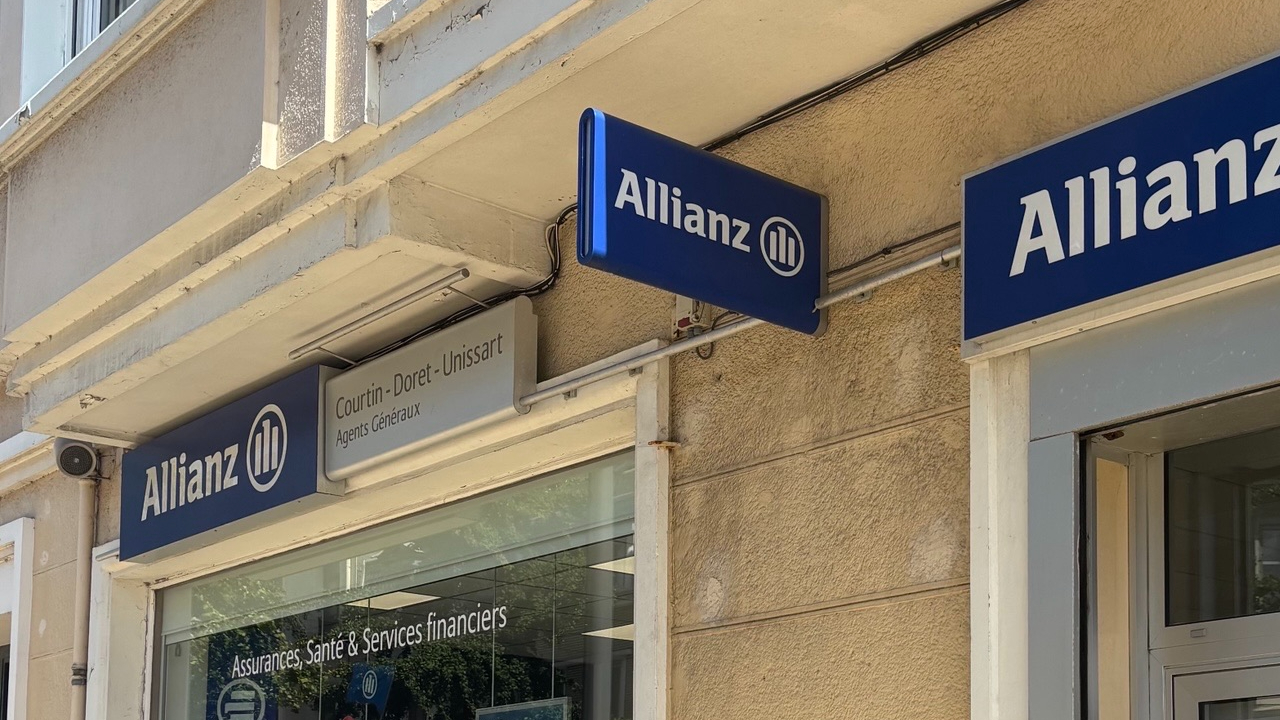 Allianz
Allianz
Courtin - Doret - Unissart
Agents Généraux
Allianz
Assurances, Santé & Services financiers